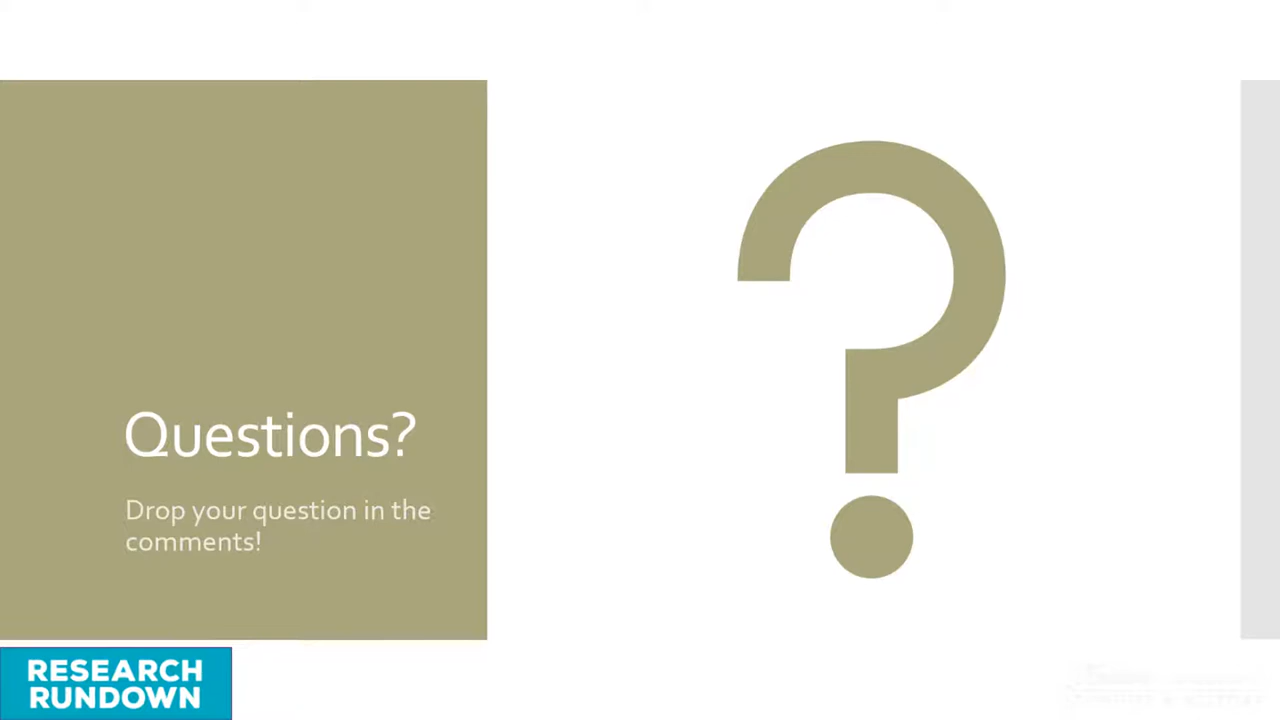 Questions?
Drop your question in the
comments!
RESEARCH
RUNDOWN